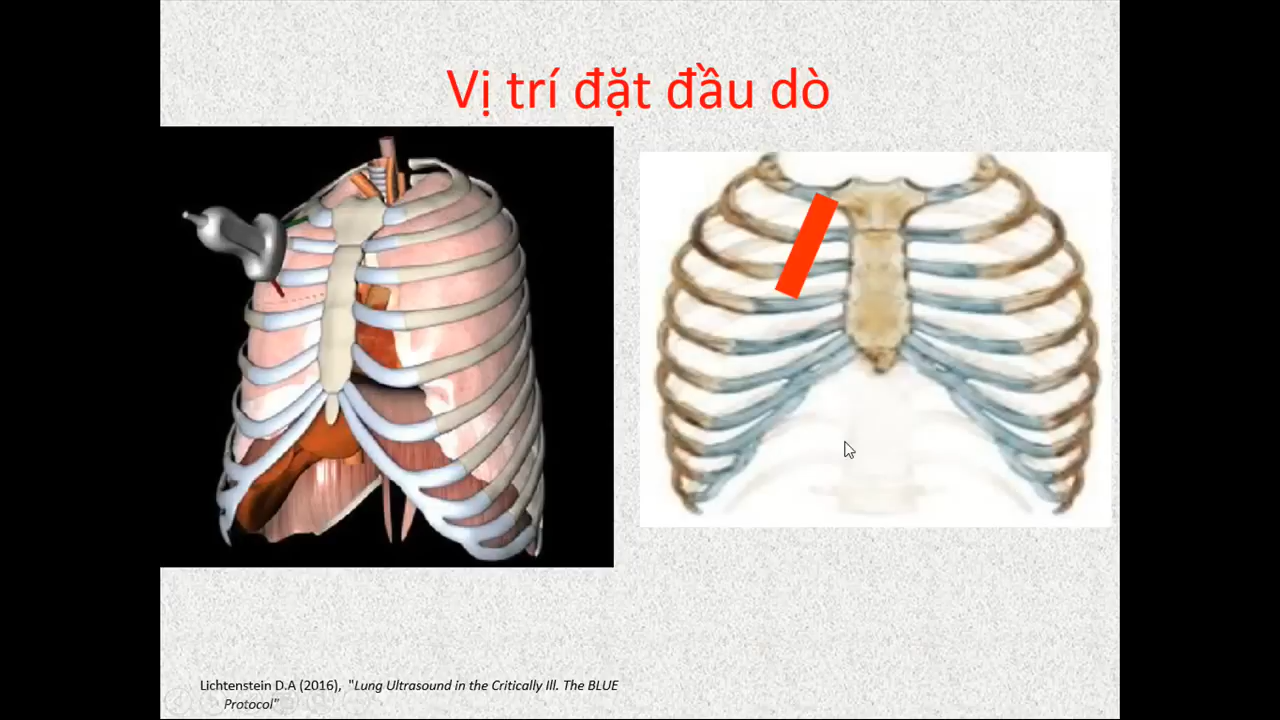 Vị trí đặt đầu dò
Lichtenstein D.A (2016), "Lung Ultrasound in the Critically Ill. The BLUE
Protocol"